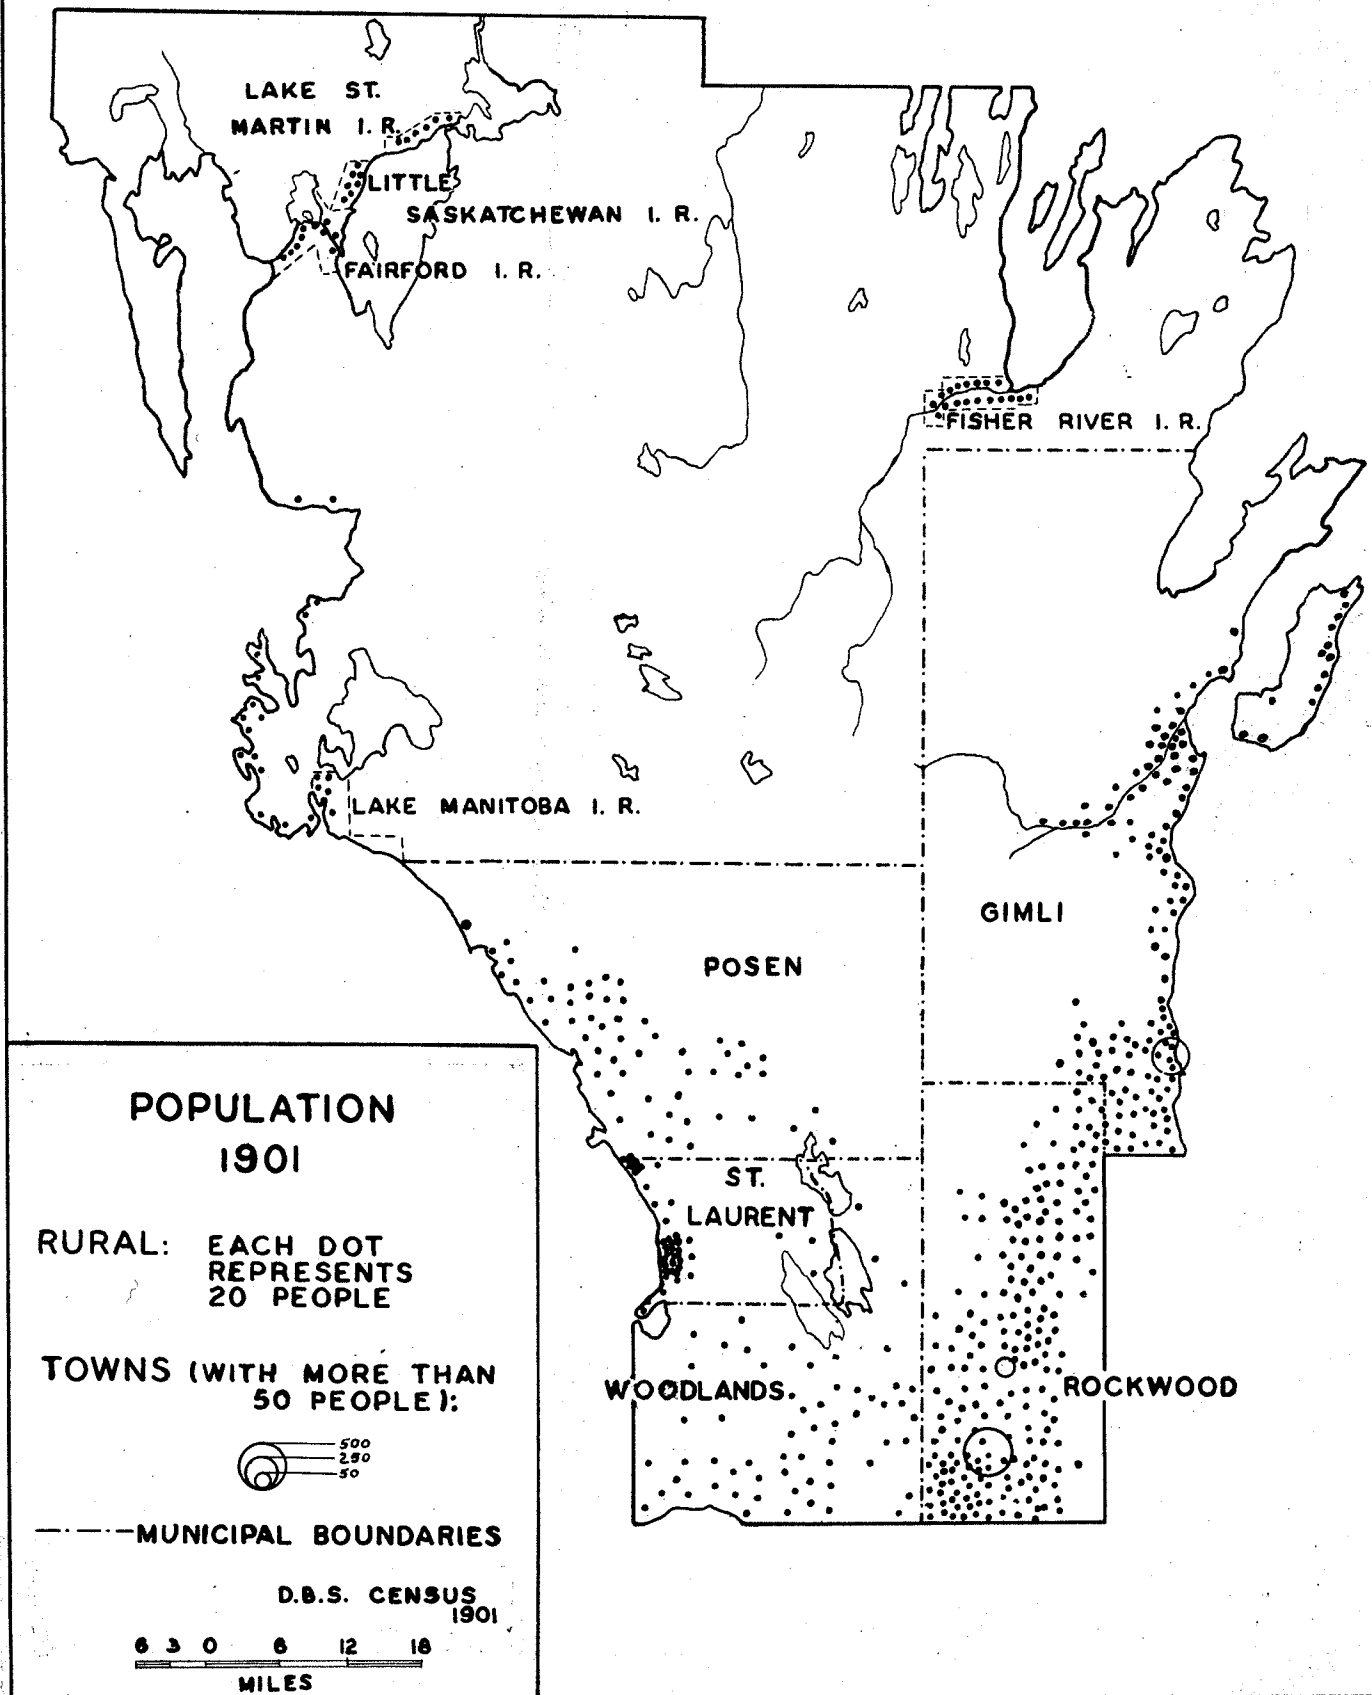 LAKE ST.
MARTIN I. R.
LITTLE
SASKATCHEWAN I. R.
FAIRFORD I. R.
FISHER RIVER I. R.
LAKE MANITOBA I. R.
GIMLI
POSEN
ST.
LAURENT
WOODLANDS
ROCKWOOD
POPULATION
1901
RURAL: EACH DOT
REPRESENTS
20 PEOPLE
TOWNS (WITH MORE THAN
50 PEOPLE):
500
250
50
MUNICIPAL BOUNDARIES
D.B.S. CENSUS
1901
6 3 0 6 12 18
MILES